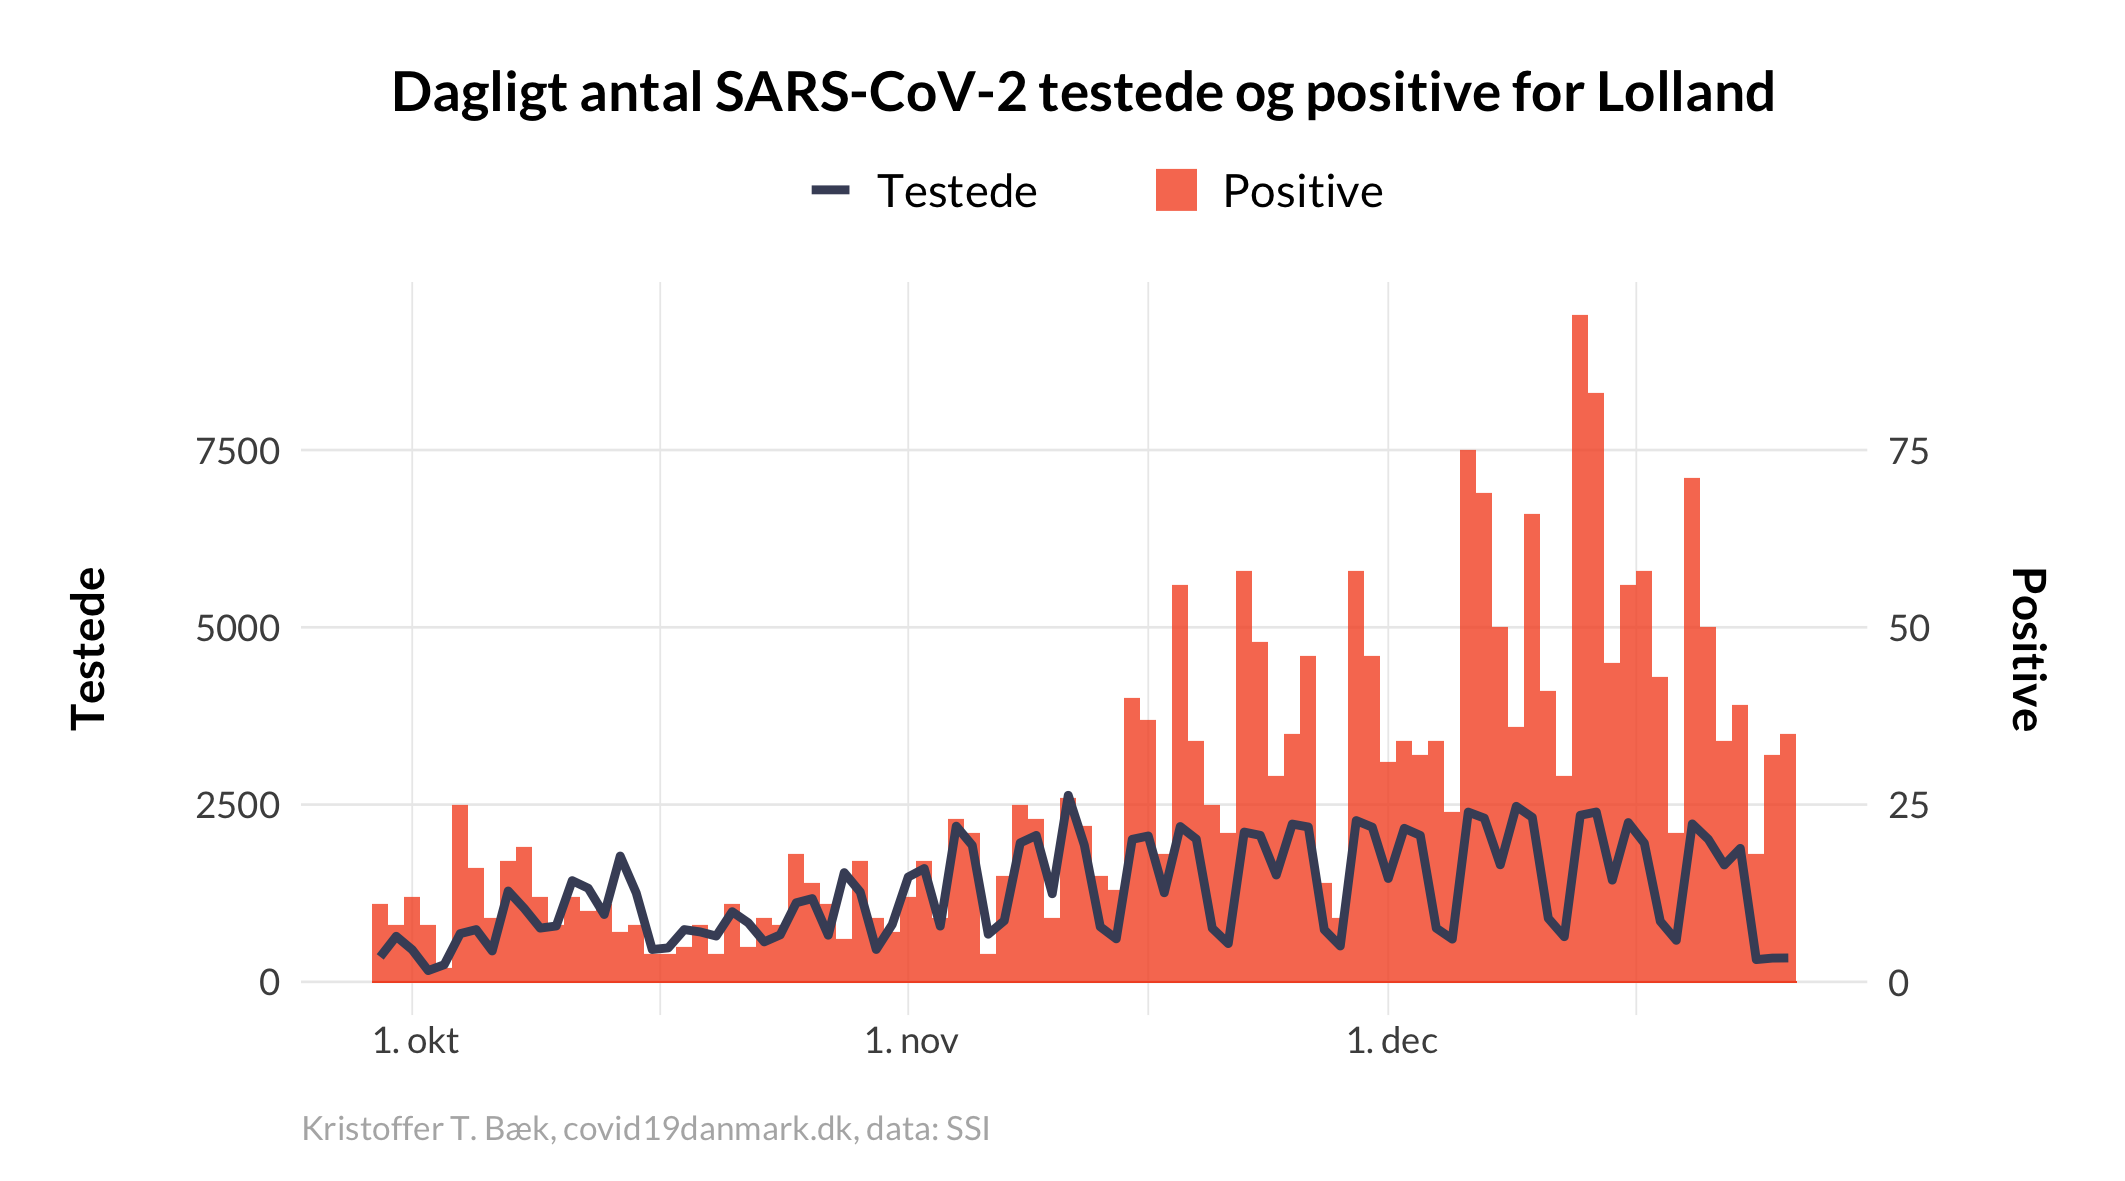 Dagligt antal SARS-CoV-2 testede og positive for Lolland
Testede
Positive
7500
5000
2500
0
75
50
25
0
Testede
Positive
1. okt
1. nov
1. dec
Kristoffer T. Bæk, covid19danmark.dk, data: SSI